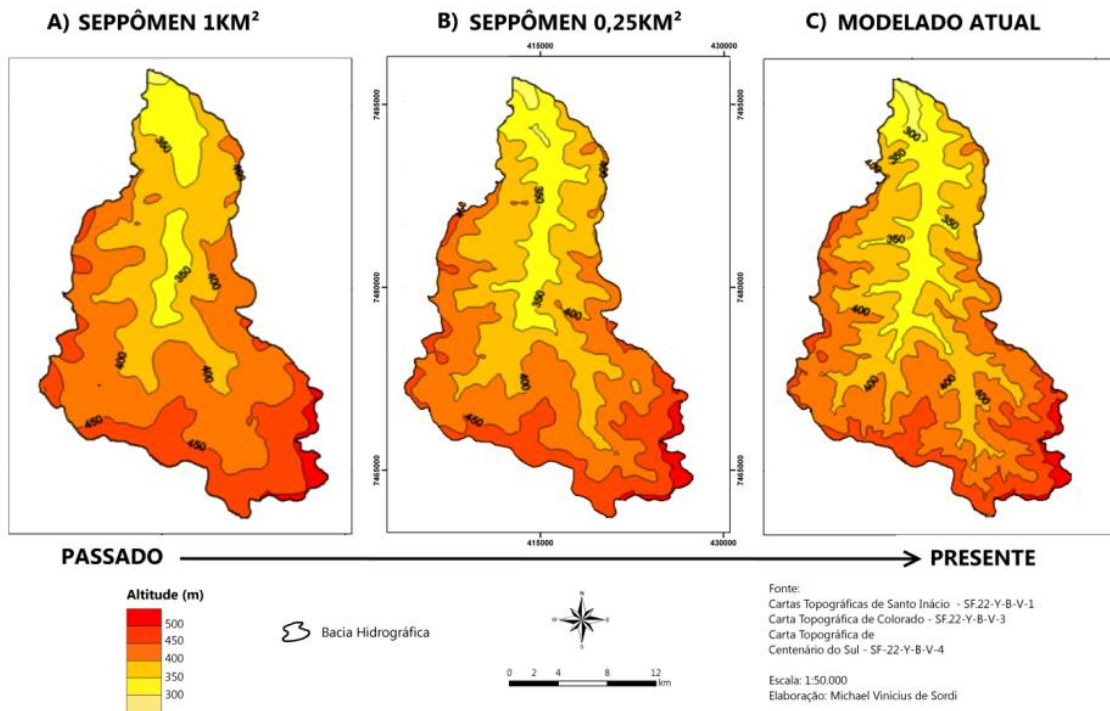 A) SEPPÔMEN 1KM²
B) SEPPÔMEN 0,25KM²
C) MODELADO ATUAL
415000
430000
350
400
350
400
400
400
450
450
7495000
7480000
7465000
350
400
350
400
400
415000
430000
7495000
7480000
7465000
300
350
400
350
350
400
400
400
400
PASSADO
PRESENTE
Altitude (m)
500
450
400
350
300
Bacia Hidrográfica
N
W
E
S
0 2 4 8 12
km
Fonte:
Cartas Topográficas de Santo Inácio - SF.22-Y-B-V-1
Carta Topográfica de Colorado - SF.22-Y-B-V-3
Carta Topográfica de
Centenário do Sul - SF-22-Y-B-V-4
Escala: 1:50.000
Elaboração: Michael Vinicius de Sordi